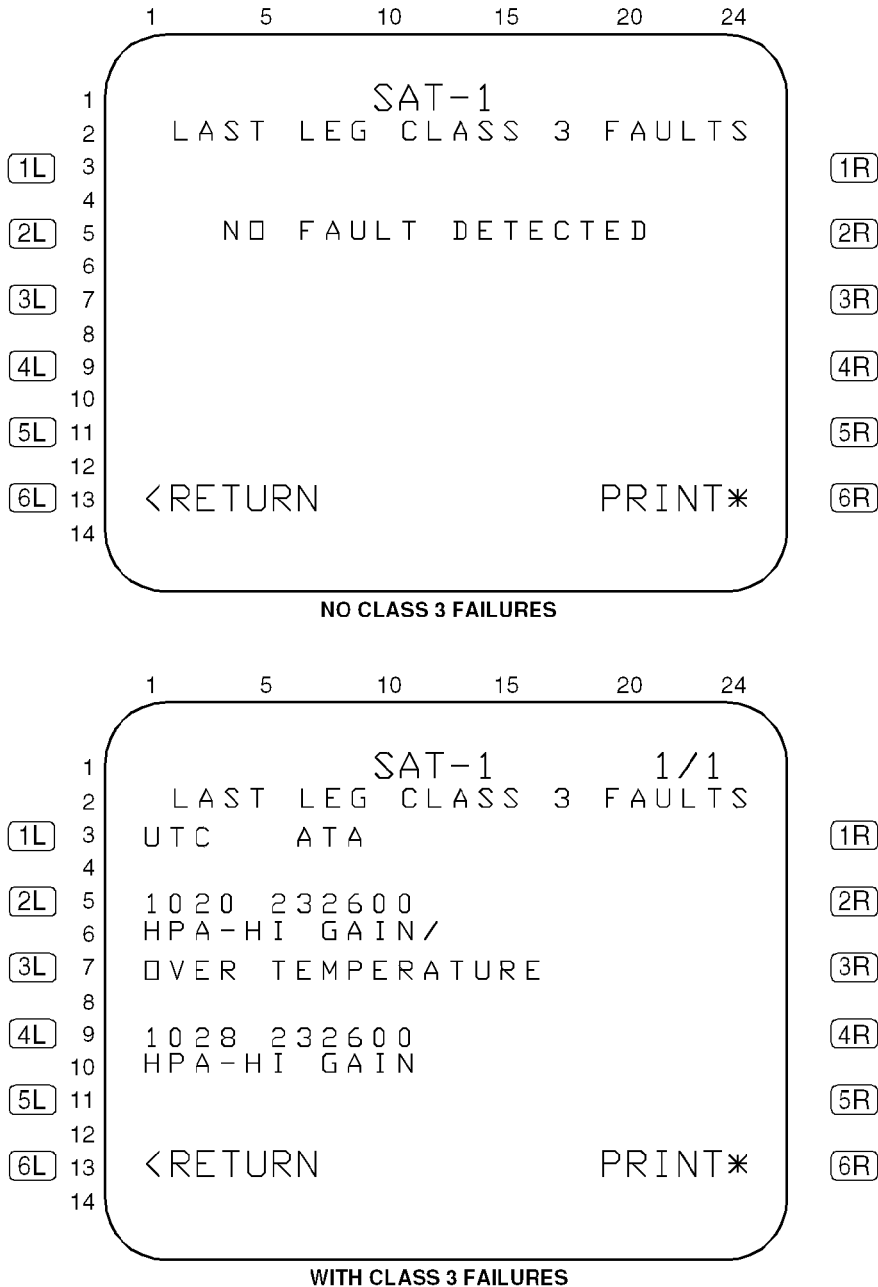 1 5 10 15 20 24
1 SAT-1
2 LAST LEG CLASS 3 FAULTS
1L 3 1R
4
2L 5 NO FAULT DETECTED 2R
6
3L 7 3R
8
4L 9 4R
10
5L 11 5R
12
6L 13 <RETURN PRINT* 6R
14
NO CLASS 3 FAILURES
1 5 10 15 20 24
1 SAT-1 1/1
2 LAST LEG CLASS 3 FAULTS
1L 3 UTC ATA 1R
4
2L 5 1020 232600 2R
6 HPA-HI GAIN/
3L 7 OVER TEMPERATURE 3R
8
4L 9 1028 232600 4R
10 HPA-HI GAIN
5L 11 5R
12
6L 13 <RETURN PRINT* 6R
14
WITH CLASS 3 FAILURES